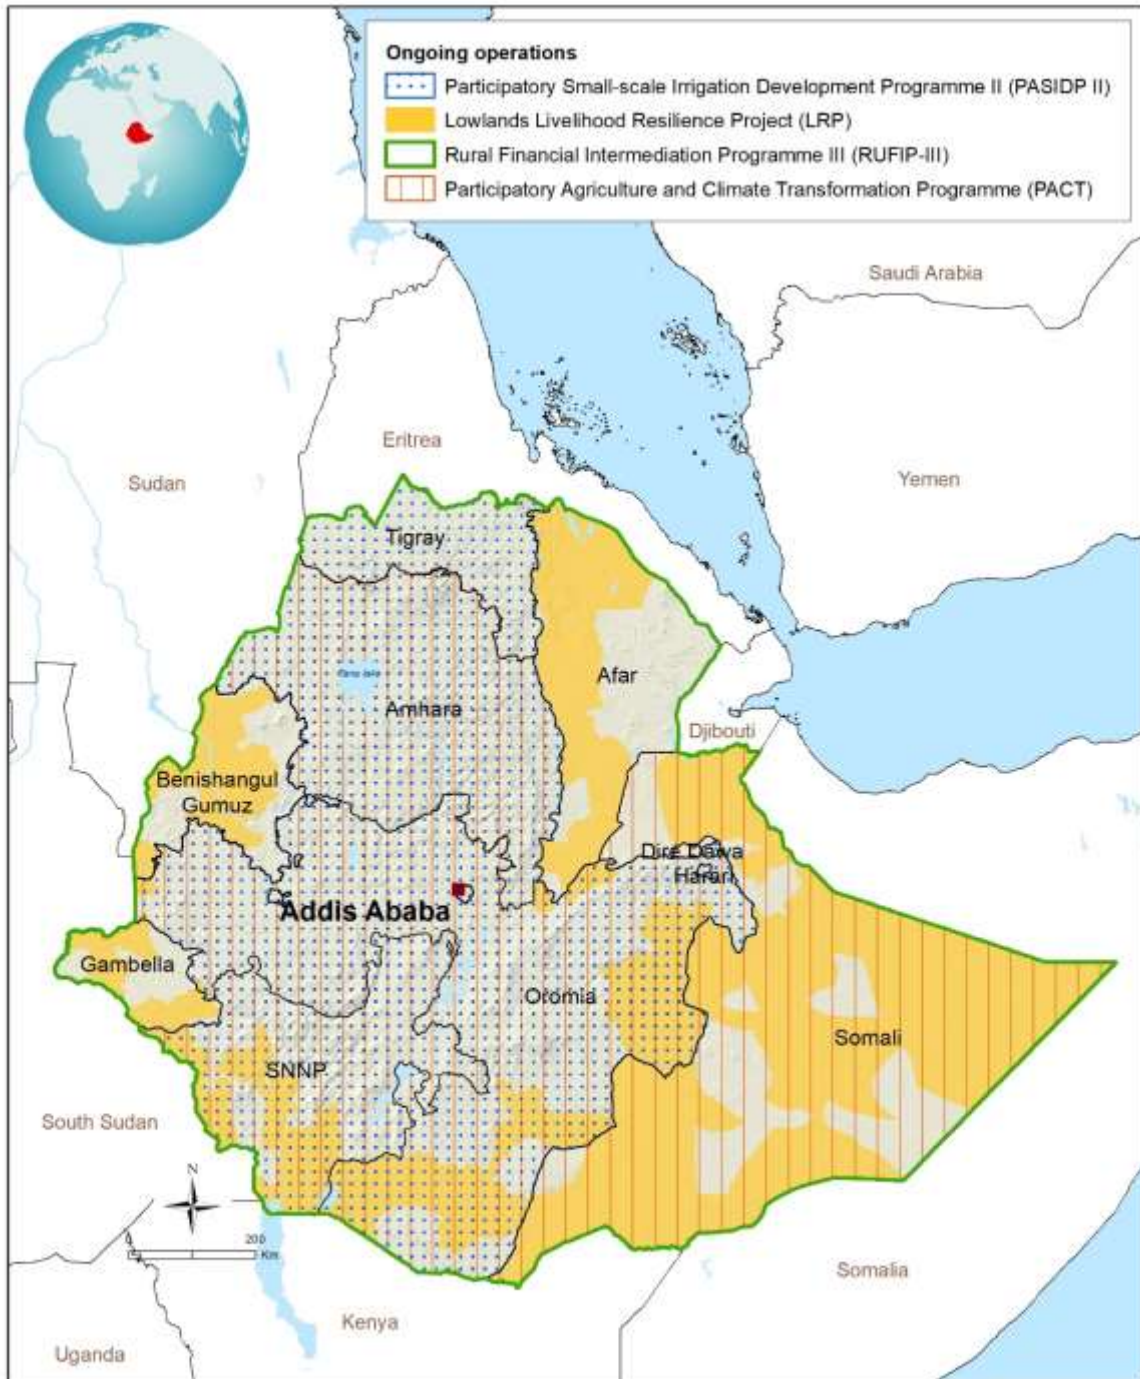 Ongoing operations
Participatory Small-scale Irrigation Development Programme II (PASIDP II)
Lowlands Livelihood Resilience Project (LRP)
Rural Financial Intermediation Programme III (RUFIP-III)
Participatory Agriculture and Climate Transformation Programme (PACT)
Saudi Arabia
Eritrea
Sudan
Yemen
Tigray
Tana lake
Afar
Amhara
Djibouti
Benishangul
Gumuz
Dire Dawa
Harari
Addis Ababa
Gambella
Oromia
Somali
SNNP
South Sudan
N
0 200
Km
Somalia
Kenya
Uganda